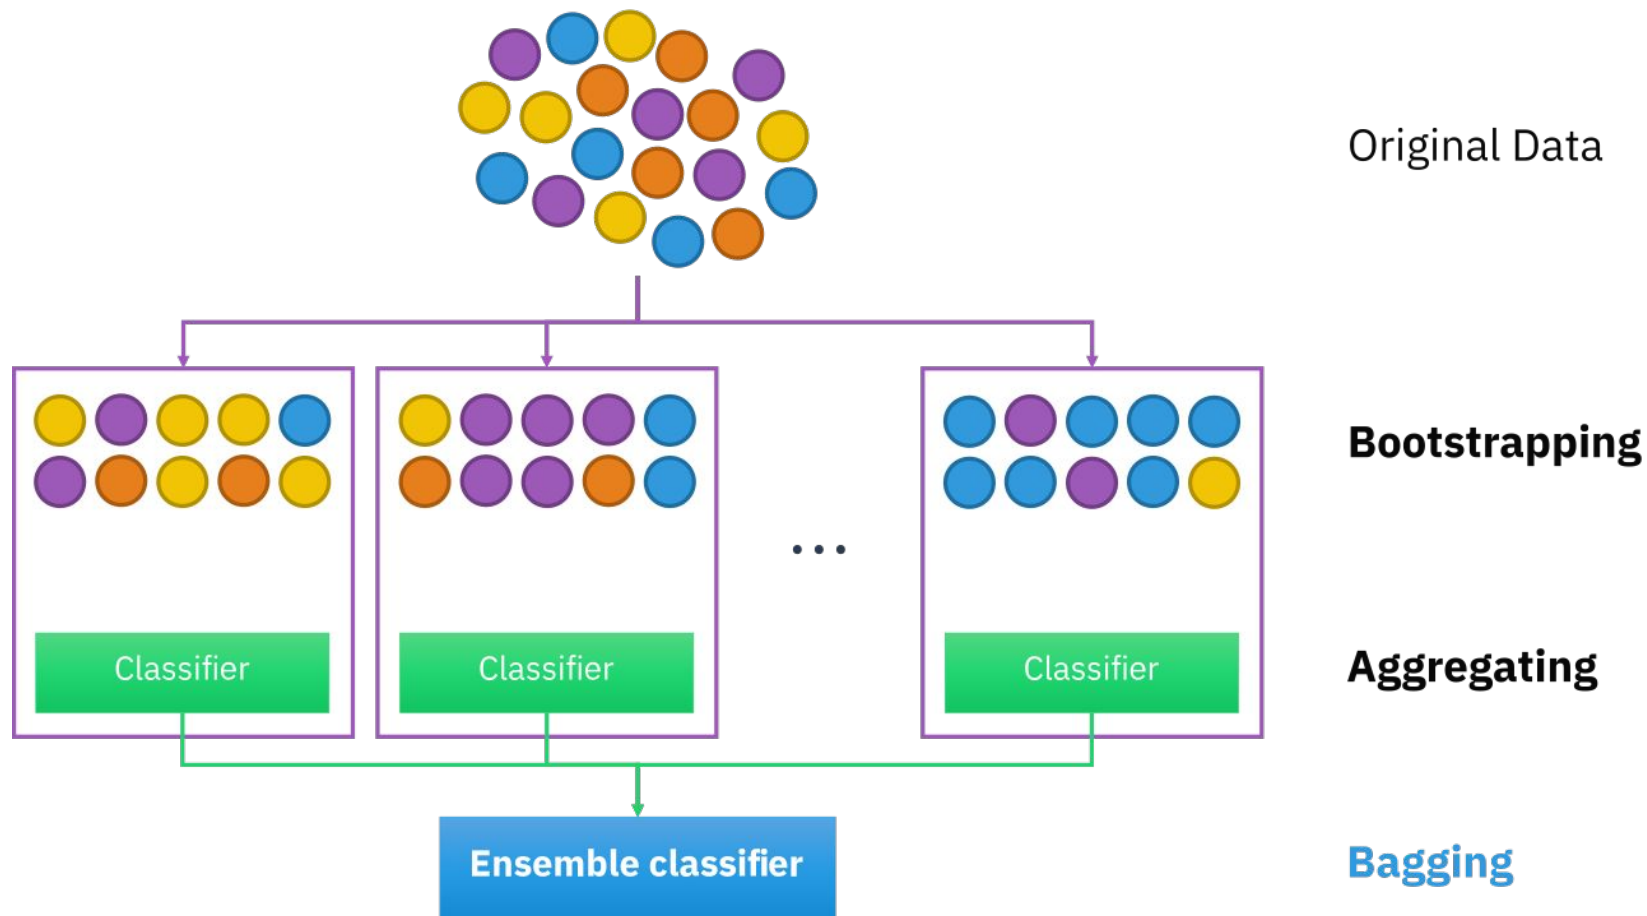 Original Data
Bootstrapping
...
Classifier
Classifier
Classifier
Aggregating
Ensemble classifier
Bagging